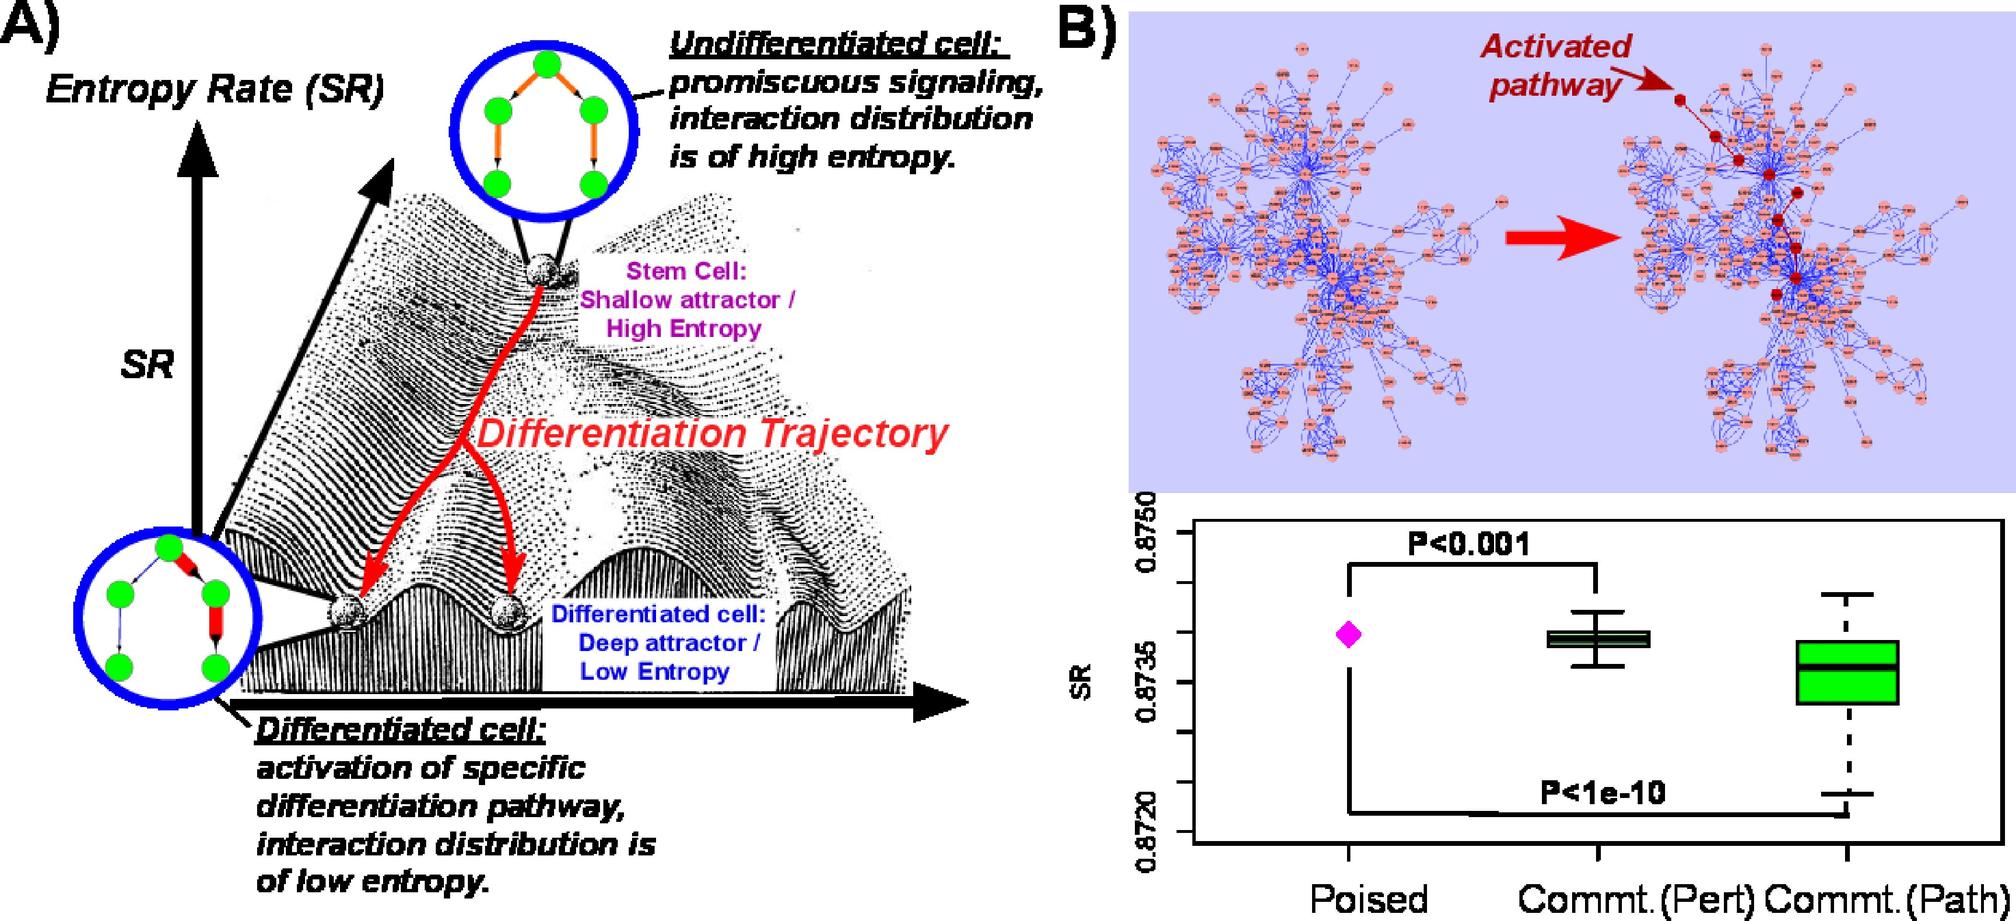 A)
Entropy Rate (SR)
Undifferentiated cell:
promiscuous signaling,
interaction distribution
is of high entropy.
Stem Cell:
Shallow attractor /
High Entropy
SR
Differentiation Trajectory
Differentiated cell:
Deep attractor /
Low Entropy
Differentiated cell:
activation of specific
differentiation pathway,
interaction distribution is
of low entropy.
B)
Activated
pathway
0.8750
P<0.001
0.8735
SR
P<1e-10
0.8720
Poised
Commt.(Pert)
Commt.(Path)